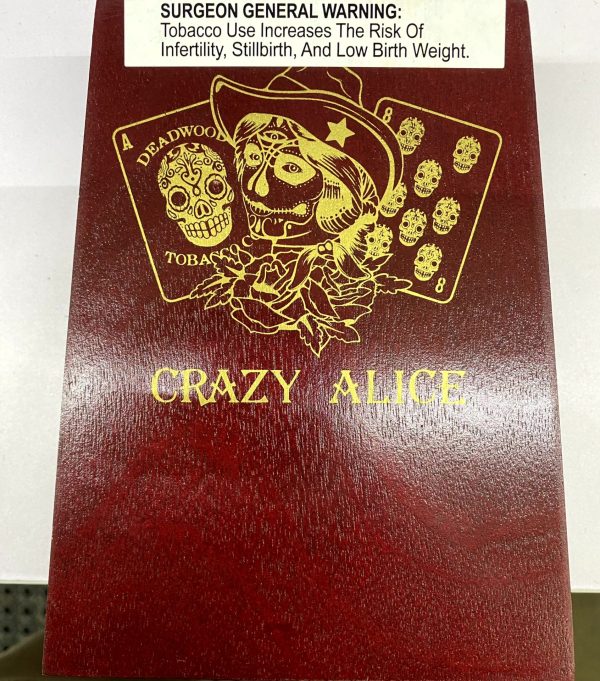 SURGEON GENERAL WARNING:
Tobacco Use Increases The Risk Of
Infertility, Stillbirth, And Low Birth Weight.
A
DEADWOOD
8
TOBACCO CO
8
CRAZY ALICE